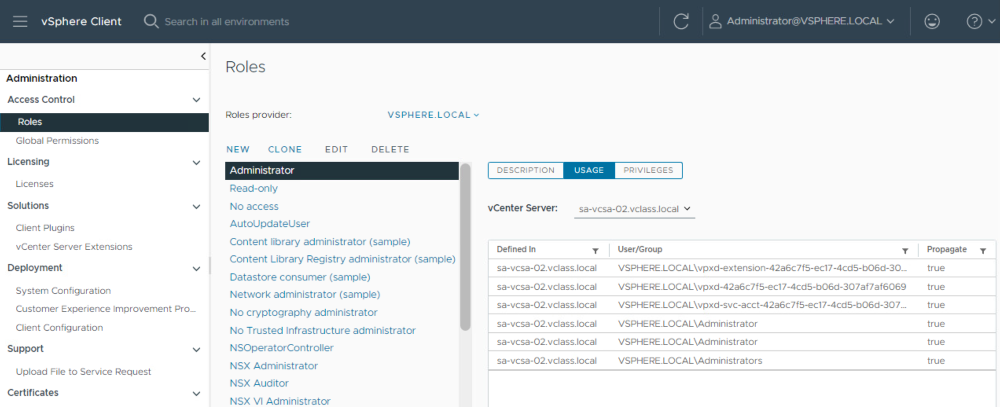 vSphere Client
Search in all environments
Administrator@VSPHERE.LOCAL
Administration
Access Control
Roles
Global Permissions
Licensing
Licenses
Solutions
Client Plugins
vCenter Server Extensions
Deployment
System Configuration
Customer Experience Improvement Pro...
Client Configuration
Support
Upload File to Service Request
Certificates
Roles
Roles provider: VSPHERE.LOCAL
NEW CLONE EDIT DELETE
Administrator
Read-only
No access
AutoUpdateUser
Content library administrator (sample)
Content Library Registry administrator (sample)
Datastore consumer (sample)
Network administrator (sample)
No cryptography administrator
No Trusted Infrastructure administrator
NSOperatorController
NSX Administrator
NSX Auditor
NSX VI Administrator
DESCRIPTION USAGE PRIVILEGES
vCenter Server: sa-vcsa-02.vclass.local
Defined In User/Group Propagate
sa-vcsa-02.vclass.local VSPHERE.LOCAL\vpxd-extension-42a6c7f5-ec17-4cd5-b06d-30... true
sa-vcsa-02.vclass.local VSPHERE.LOCAL\vpxd-42a6c7f5-ec17-4cd5-b06d-307af7af6069 true
sa-vcsa-02.vclass.local VSPHERE.LOCAL\vpxd-svc-acct-42a6c7f5-ec17-4cd5-b06d-307... true
sa-vcsa-02.vclass.local VSPHERE.LOCAL\Administrator true
sa-vcsa-02.vclass.local VSPHERE.LOCAL\Administrator true
sa-vcsa-02.vclass.local VSPHERE.LOCAL\Administrators true